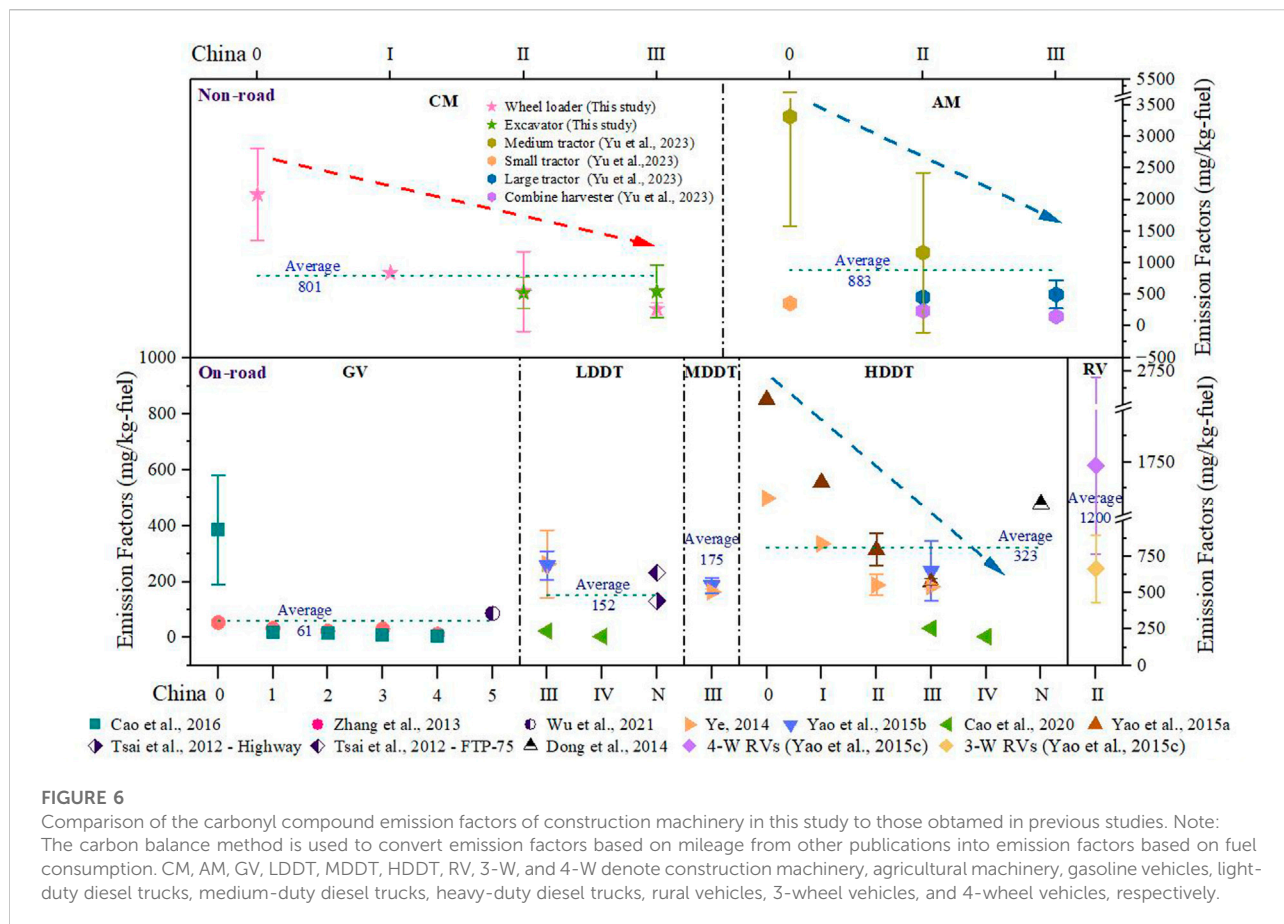 China 0 I II III 0 II III
Non-road CM AM
Wheel loader (This study)
Excavator (This study)
Medium tractor (Yu et al., 2023)
Small tractor (Yu et al.,2023)
Large tractor (Yu et al., 2023)
Combine harvester (Yu et al., 2023)
Average
801
Average
883
5500
3500
3000
2500
2000
1500
1000
500
0
−500
Emission Factors (mg/kg-fuel)
On-road GV LDDT MDDT HDDT RV
1000
800
600
400
200
0
Emission Factors (mg/kg-fuel)
Average
61
Average
152
Average
175
Average
323
Average
1200
2750
1750
750
500
250
0
Emission Factors (mg/kg-fuel)
China 0 1 2 3 4 5 III IV N III 0 I II III IV N II
Cao et al., 2016 Zhang et al., 2013 Wu et al., 2021 Ye, 2014 Yao et al., 2015b Cao et al., 2020 Yao et al., 2015a
Tsai et al., 2012 - Highway Tsai et al., 2012 - FTP-75 Dong et al., 2014 4-W RVs (Yao et al., 2015c) 3-W RVs (Yao et al., 2015c)
FIGURE 6
Comparison of the carbonyl compound emission factors of construction machinery in this study to those obtamed in previous studies. Note:
The carbon balance method is used to convert emission factors based on mileage from other publications into emission factors based on fuel
consumption. CM, AM, GV, LDDT, MDDT, HDDT, RV, 3-W, and 4-W denote construction machinery, agricultural machinery, gasoline vehicles, light-
duty diesel trucks, medium-duty diesel trucks, heavy-duty diesel trucks, rural vehicles, 3-wheel vehicles, and 4-wheel vehicles, respectively.